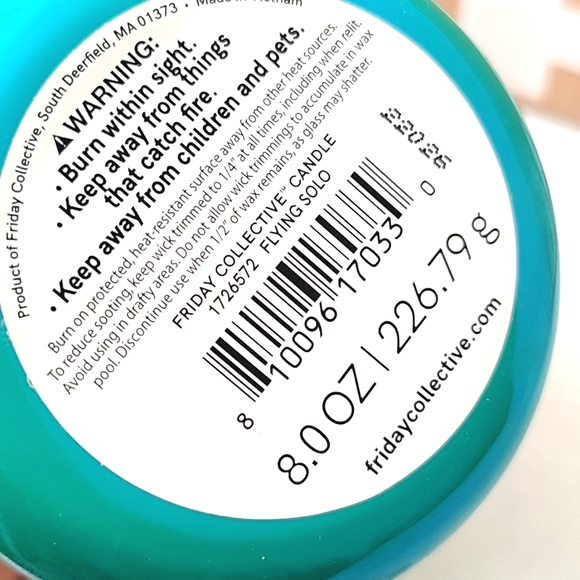 Product of Friday Collective, South Deerfield, MA 01373 • Made in Vietnam
WARNING:
• Burn within sight.
• Keep away from things
that catch fire.
• Keep away from children and pets.
Burn on protected, heat-resistant surface away from other heat sources.
To reduce sooting, keep wick trimmed to 1/4" at all times, including when relit.
Avoid using in drafty areas. Do not allow wick trimmings to accumulate in wax
pool. Discontinue use when 1/2" of wax remains, as glass may shatter.
FRIDAY COLLECTIVE™ CANDLE
1726572 FLYING SOLO
8 10096 17033 0
8.0 OZ | 226.79 g
fridaycollective.com